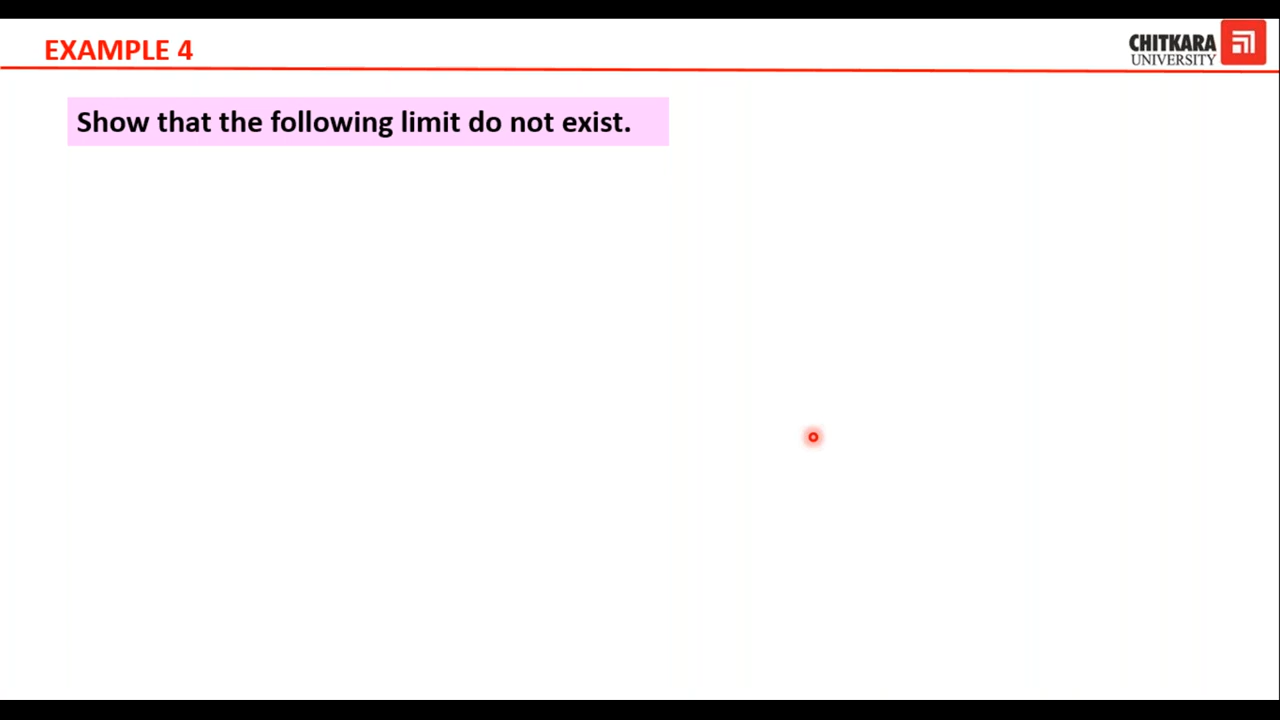 EXAMPLE 4
CHITKARA
UNIVERSITY
Show that the following limit do not exist.